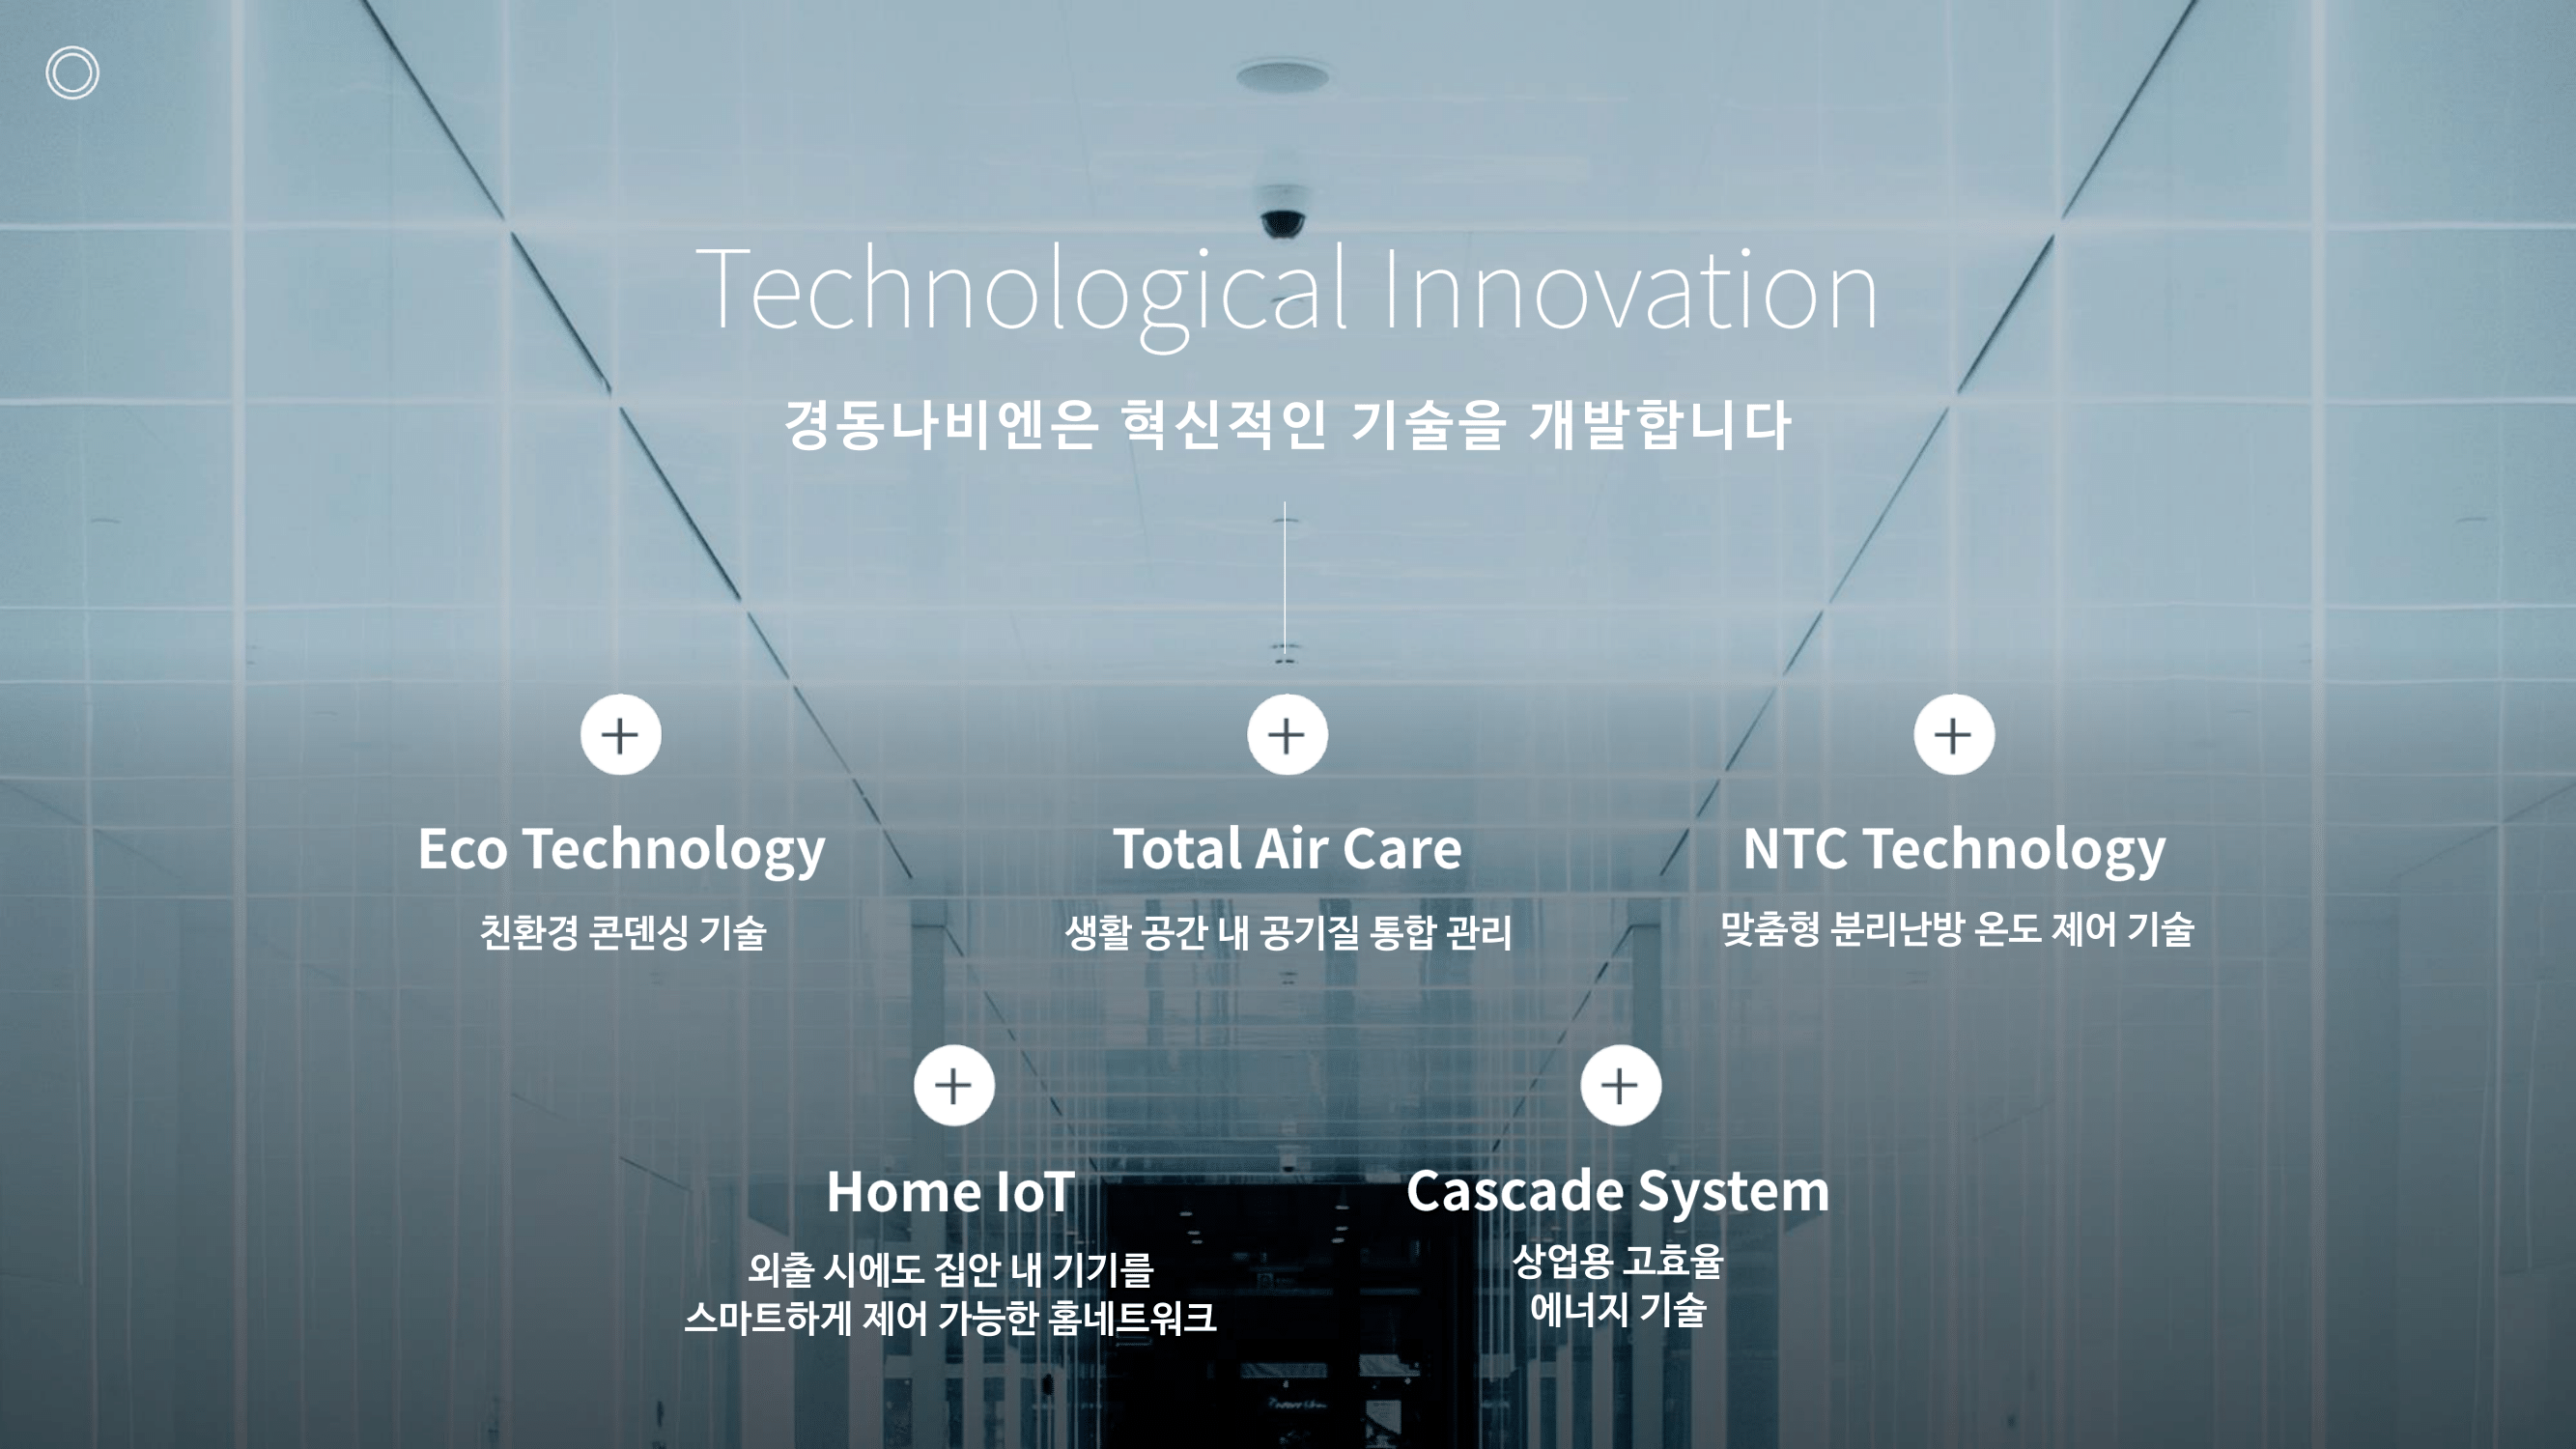 Technological Innovation
경동나비엔은 혁신적인 기술을 개발합니다
Eco Technology
친환경 콘덴싱 기술
Total Air Care
생활 공간 내 공기질 통합 관리
NTC Technology
맞춤형 분리난방 온도 제어 기술
Home IoT
외출 시에도 집안 내 기기를
스마트하게 제어 가능한 홈네트워크
Cascade System
상업용 고효율
에너지 기술